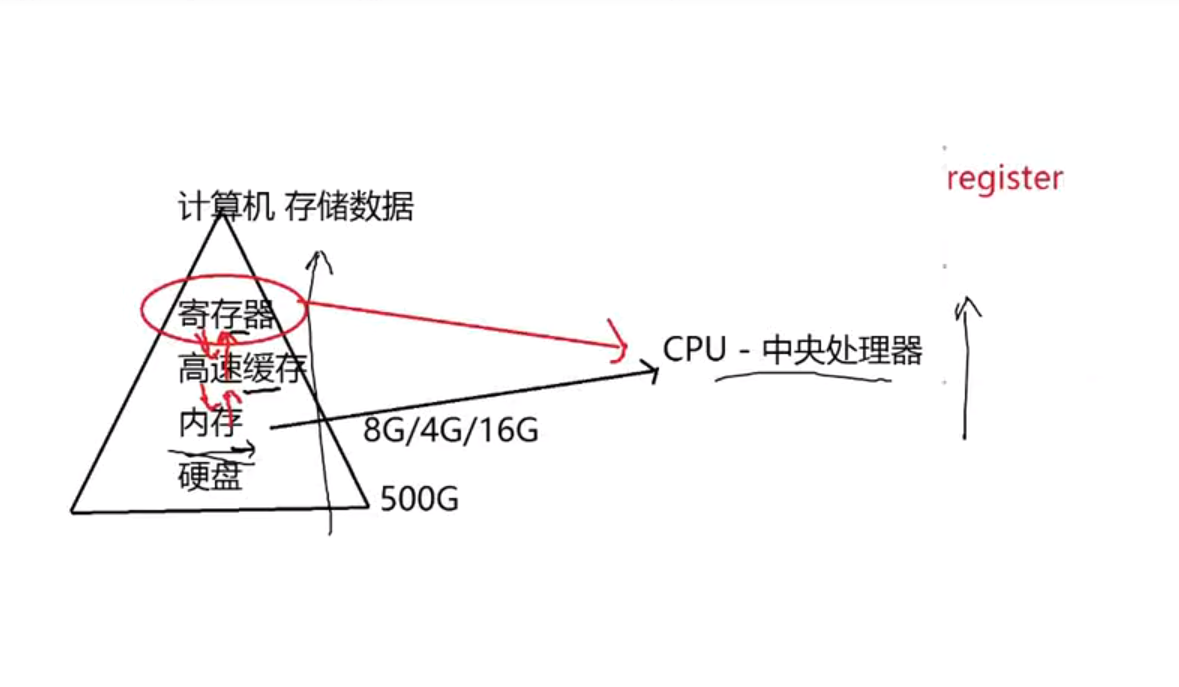 register
计算机 存储数据
寄存器
高速缓存
CPU - 中央处理器
内存
8G/4G/16G
硬盘
500G